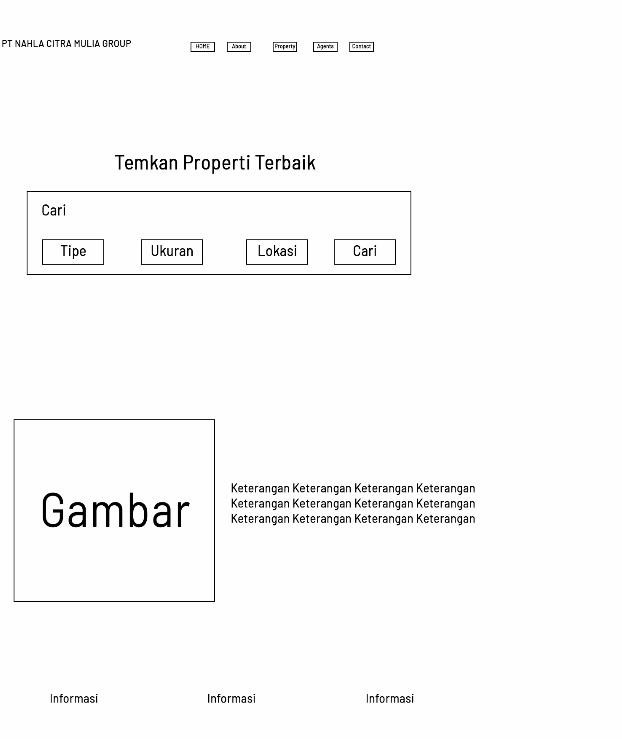 PT NAHLA CITRA MULIA GROUP
HOME
About
Property
Agents
Contact
Temkan Properti Terbaik
Cari
Tipe
Ukuran
Lokasi
Cari
Gambar
Keterangan Keterangan Keterangan Keterangan
Keterangan Keterangan Keterangan Keterangan
Keterangan Keterangan Keterangan Keterangan
Informasi
Informasi
Informasi